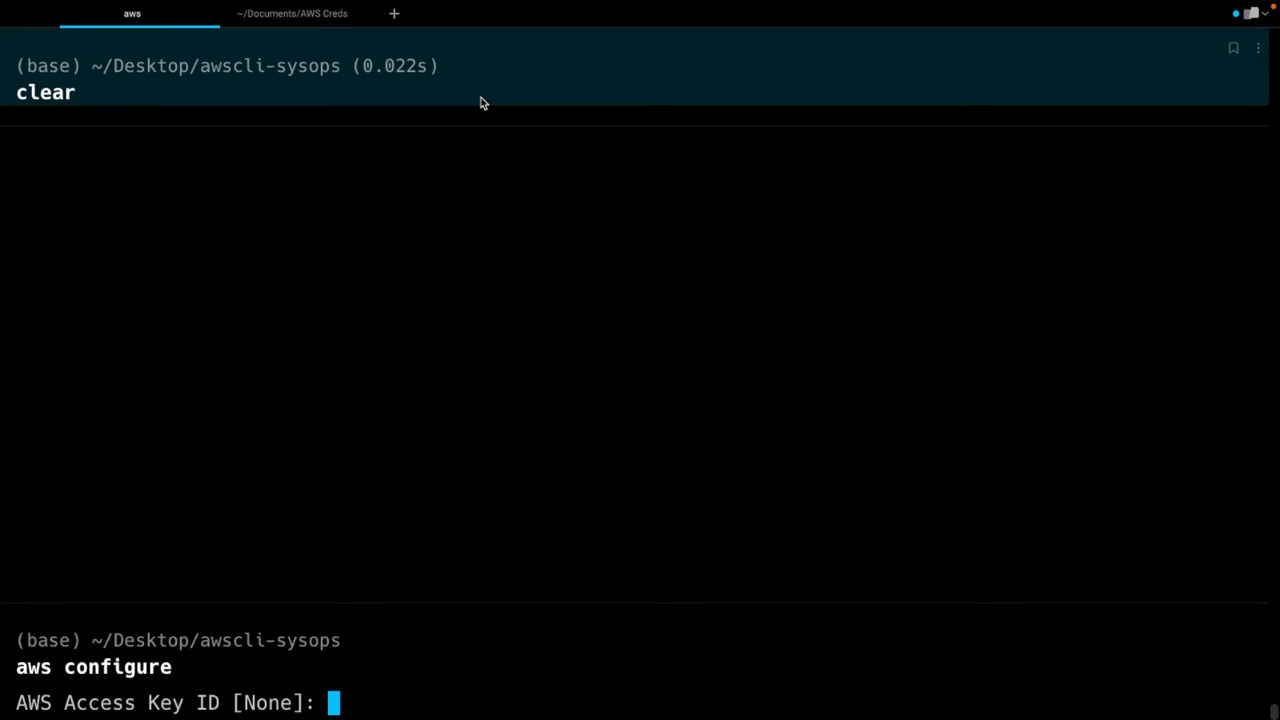 aws
~/Documents/AWS Creds
(base) ~/Desktop/awscli-sysops (0.022s)
clear
(base) ~/Desktop/awscli-sysops
aws configure
AWS Access Key ID [None]: